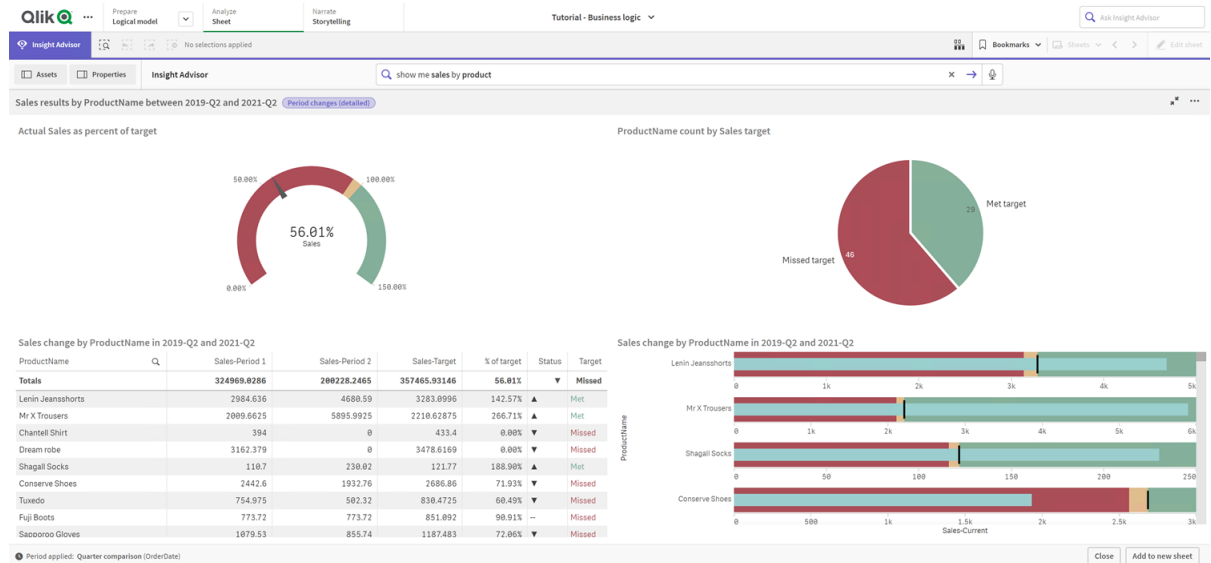 Qlik
Prepare
Logical model
Analyze
Sheet
Narrate
Storytelling
Tutorial - Business logic
Ask Insight Advisor
Insight Advisor
No selections applied
Bookmarks
Sheets
Edit sheet
Assets
Properties
Insight Advisor
show me sales by product
Sales results by ProductName between 2019-Q2 and 2021-Q2 Period changes (detailed)
Actual Sales as percent of target
50.00%
100.00%
56.01%
Sales
0.00%
150.00%
ProductName count by Sales target
29
Met target
46
Missed target
Sales change by ProductName in 2019-Q2 and 2021-Q2
ProductName Sales-Period 1 Sales-Period 2 Sales-Target % of target Status Target
Totals 324969.0286 200228.2465 357465.93146 56.01% ▼ Missed
Lenin Jeansshorts 2984.636 4680.59 3283.0996 142.57% ▲ Met
Mr X Trousers 2009.6625 5895.9925 2210.62875 266.71% ▲ Met
Chantell Shirt 394 0 433.4 0.00% ▼ Missed
Dream robe 3162.379 0 3478.6169 0.00% ▼ Missed
Shagall Socks 110.7 230.02 121.77 188.90% ▲ Met
Conserve Shoes 2442.6 1932.76 2686.86 71.93% ▼ Missed
Tuxedo 754.975 502.32 830.4725 60.49% ▼ Missed
Fuji Boots 773.72 773.72 851.092 90.91% -- Missed
Sapporoo Gloves 1079.53 855.74 1187.483 72.06% ▼ Missed
Sales change by ProductName in 2019-Q2 and 2021-Q2
ProductName
Lenin Jeansshorts
0 1k 2k 3k 4k 5k
Mr X Trousers
0 1k 2k 3k 4k 5k 6k
Shagall Socks
0 50 100 150 200 250
Conserve Shoes
0 500 1k 1.5k 2k 2.5k 3k
Sales-Current
Period applied: Quarter comparison (OrderDate)
Close
Add to new sheet